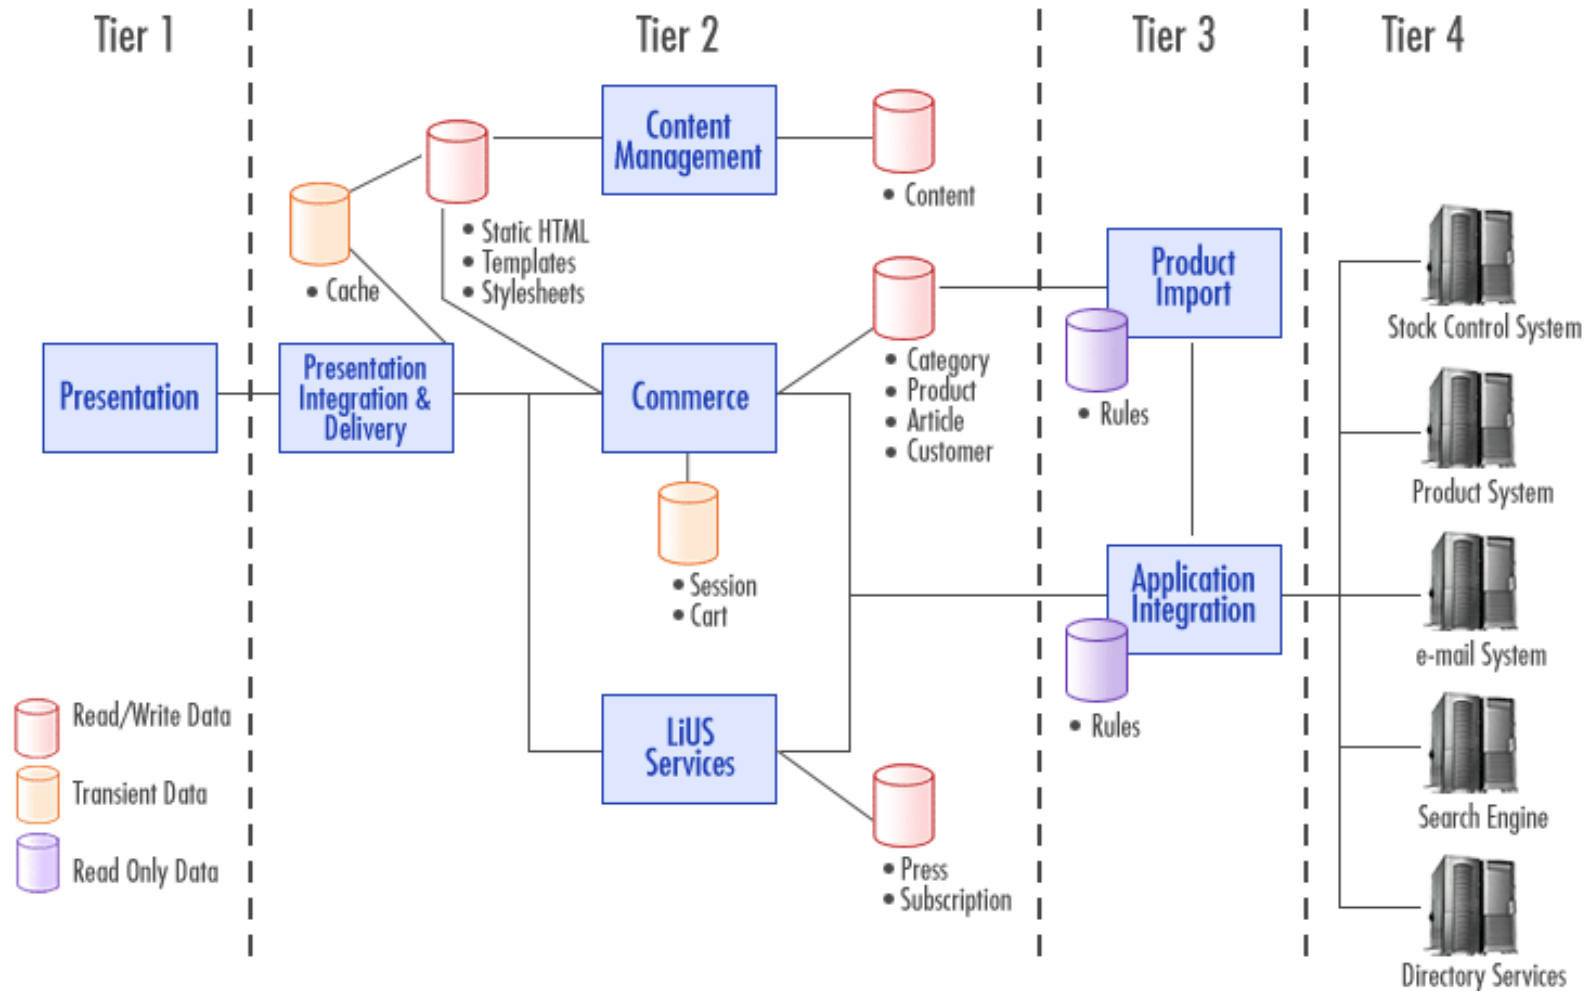 Tier 1
Tier 2
Tier 3
Tier 4
Content
Management
• Content
• Static HTML
• Templates
• Stylesheets
• Cache
Product
Import
• Rules
Stock Control System
Presentation
Presentation
Integration &
Delivery
Commerce
• Category
• Product
• Article
• Customer
Product System
• Session
• Cart
Application
Integration
• Rules
e-mail System
LiUS
Services
• Press
• Subscription
Search Engine
Directory Services
Read/Write Data
Transient Data
Read Only Data